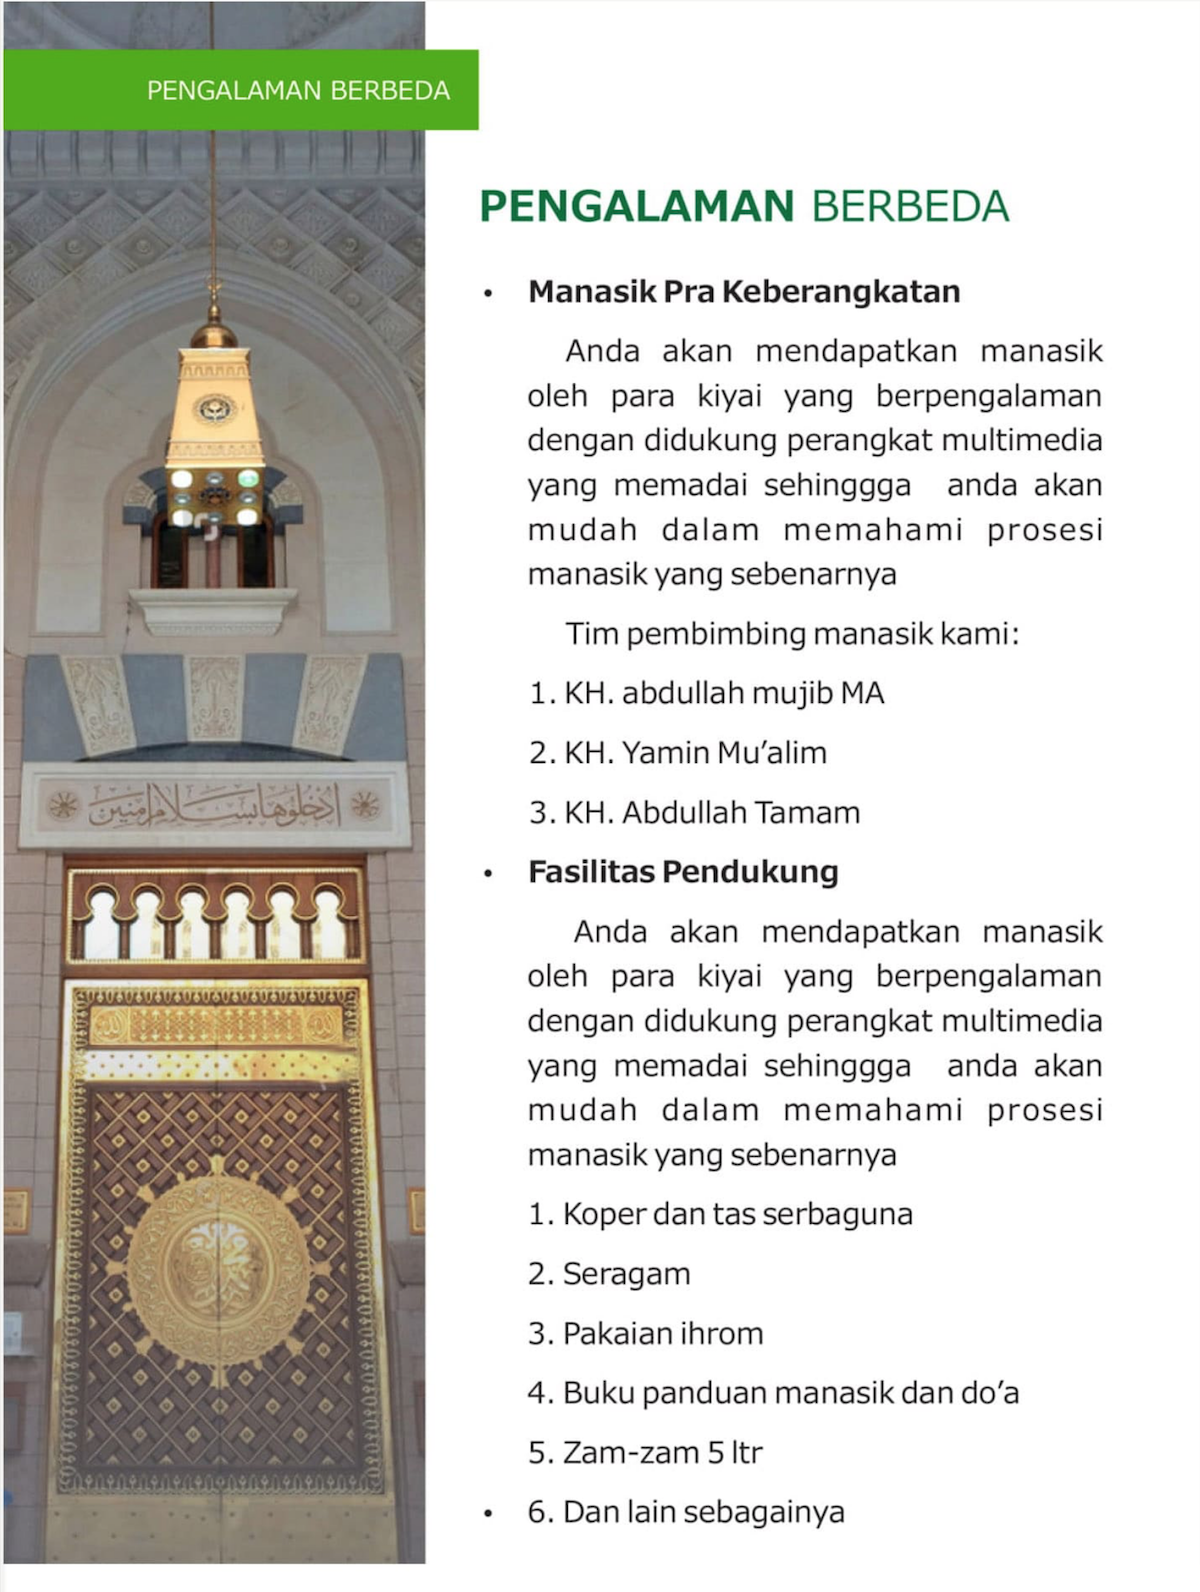 PENGALAMAN BERBEDA
PENGALAMAN BERBEDA
• Manasik Pra Keberangkatan
Anda akan mendapatkan manasik
oleh para kiyai yang berpengalaman
dengan didukung perangkat multimedia
yang memadai sehinggga anda akan
mudah dalam memahami prosesi
manasik yang sebenarnya
Tim pembimbing manasik kami:
1. KH. abdullah mujib MA
2. KH. Yamin Mu’alim
3. KH. Abdullah Tamam
• Fasilitas Pendukung
Anda akan mendapatkan manasik
oleh para kiyai yang berpengalaman
dengan didukung perangkat multimedia
yang memadai sehinggga anda akan
mudah dalam memahami prosesi
manasik yang sebenarnya
1. Koper dan tas serbaguna
2. Seragam
3. Pakaian ihrom
4. Buku panduan manasik dan do’a
5. Zam-zam 5 ltr
• 6. Dan lain sebagainya
ادخلوها بسلام امنين